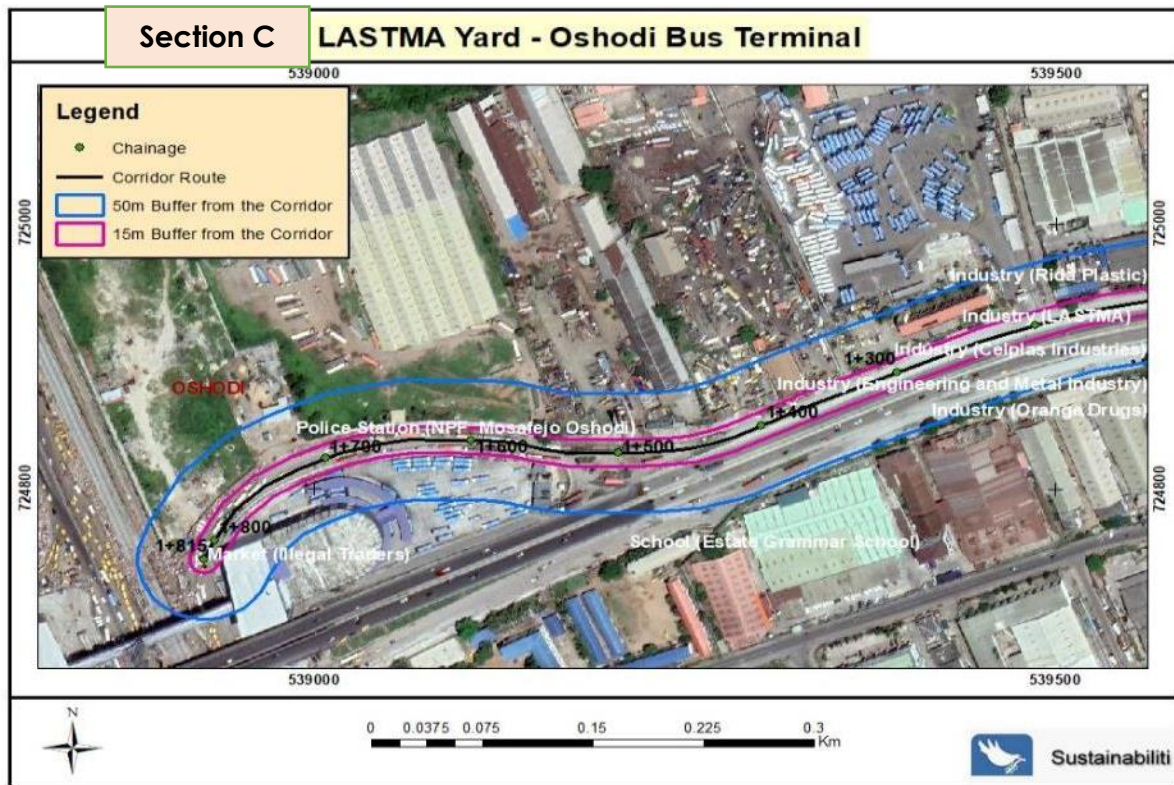 Section C
LASTMA Yard - Oshodi Bus Terminal
539000
539500
Legend
Chainage
Corridor Route
50m Buffer from the Corridor
15m Buffer from the Corridor
725000
725000
Industry (Rida Plastic)
Industry (LASTMA)
Industry (Celplas Industries)
1+300
Industry (Engineering and Metal Industry)
OSHODI
1+400
Industry (Orange Drugs)
Police Station (NPF Mosafejo Oshodi)
1+700
1+600
1+500
724800
724800
1+800
1+815
Market (Illegal Traders)
School (Estate Grammar School)
539000
539500
N
0 0.0375 0.075 0.15 0.225 0.3
Km
Sustainabiliti